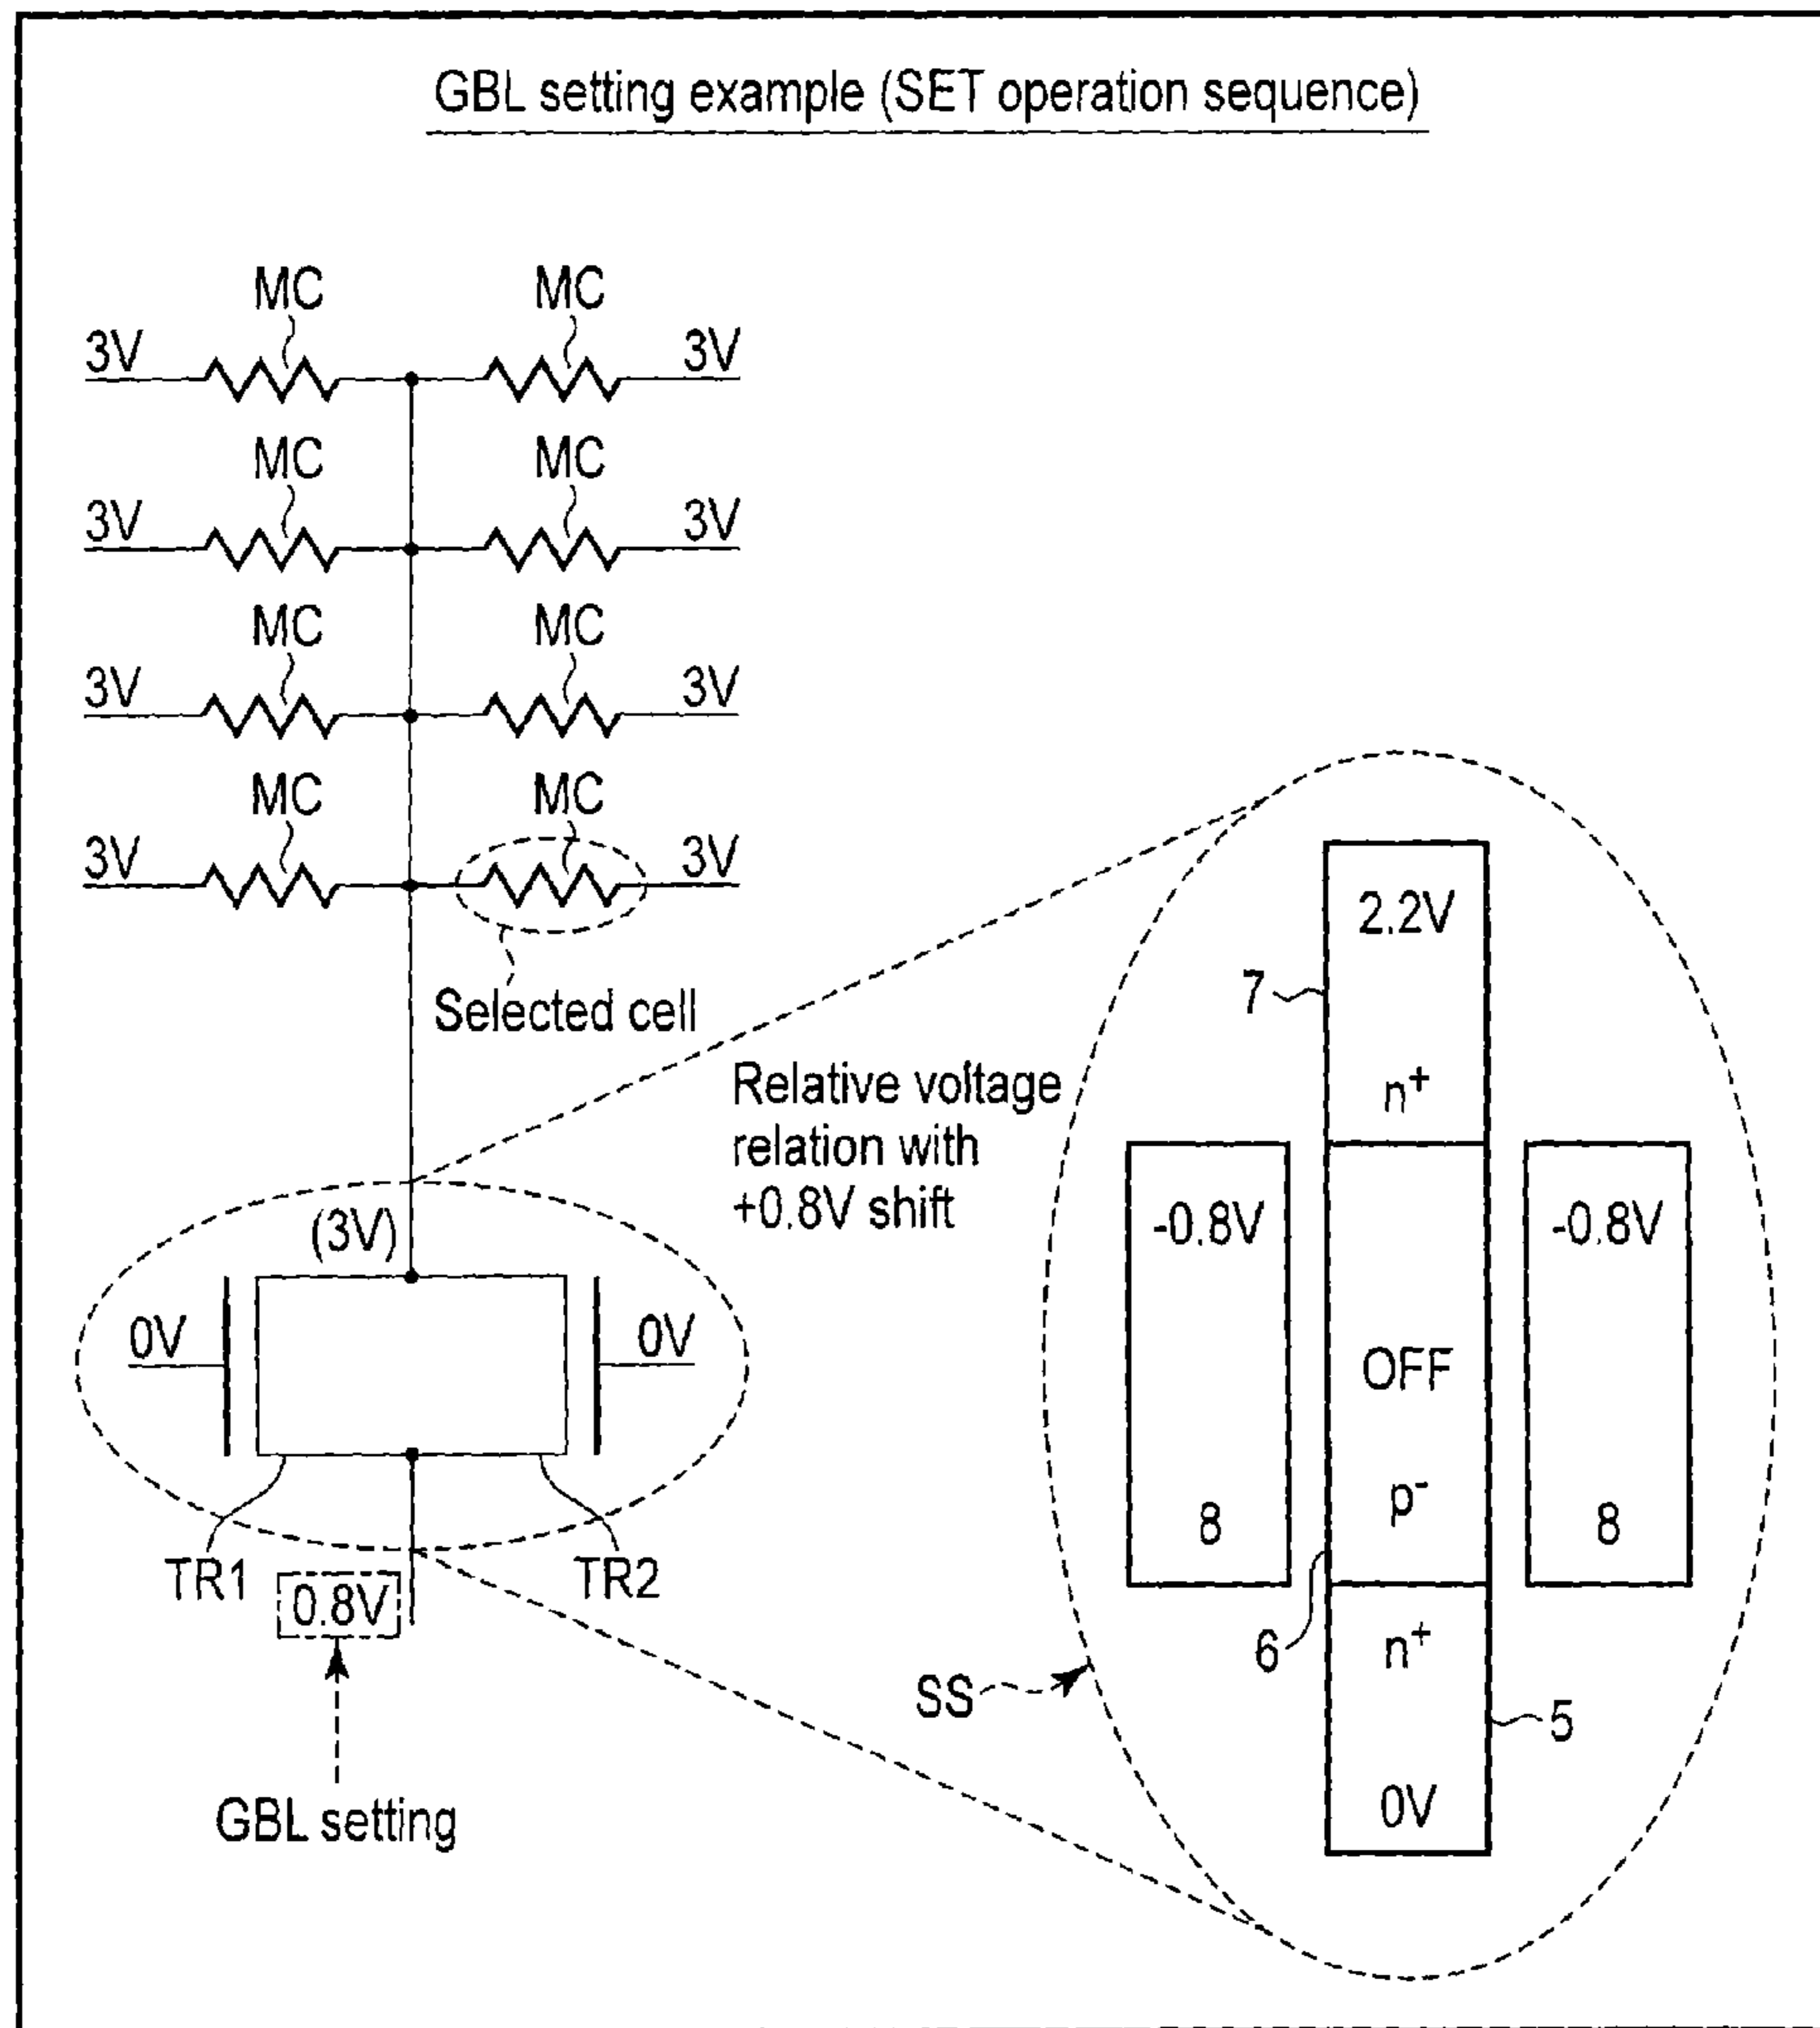 GBL setting example (SET operation sequence)
MC MC
3V 3V
MC MC
3V 3V
MC MC
3V 3V
MC MC
3V 3V
Selected cell
Relative voltage
relation with
+0.8V shift
(3V)
0V 0V
TR1 TR2
0.8V
GBL setting
2.2V
7
n⁺
-0.8V -0.8V
OFF
p⁻
8 8
6
n⁺
SS
5
0V